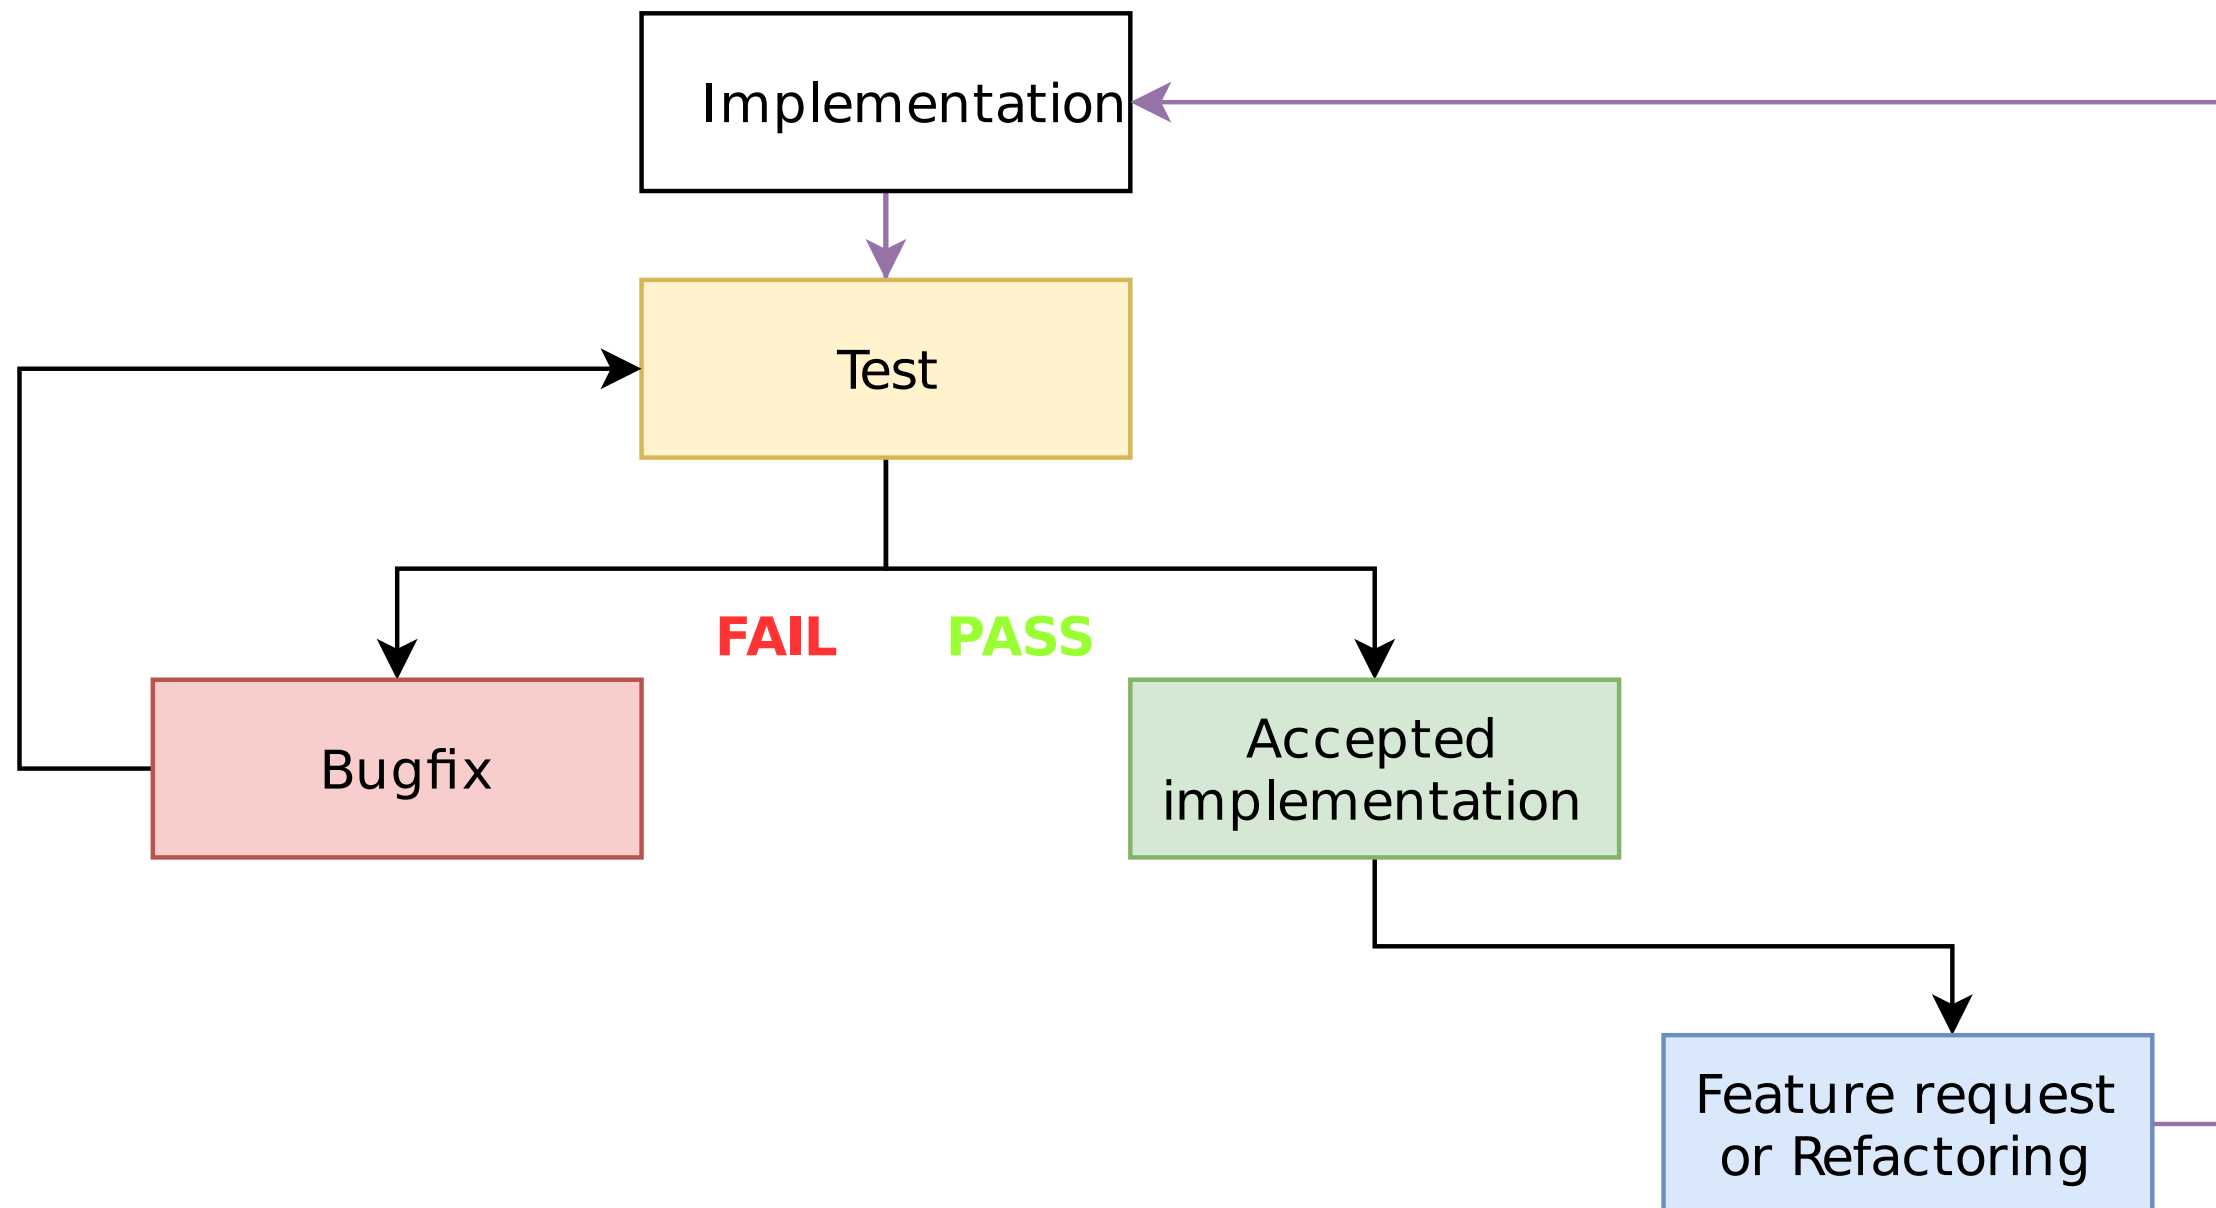 Implementation
Test
FAIL
PASS
Bugfix
Accepted
implementation
Feature request
or Refactoring